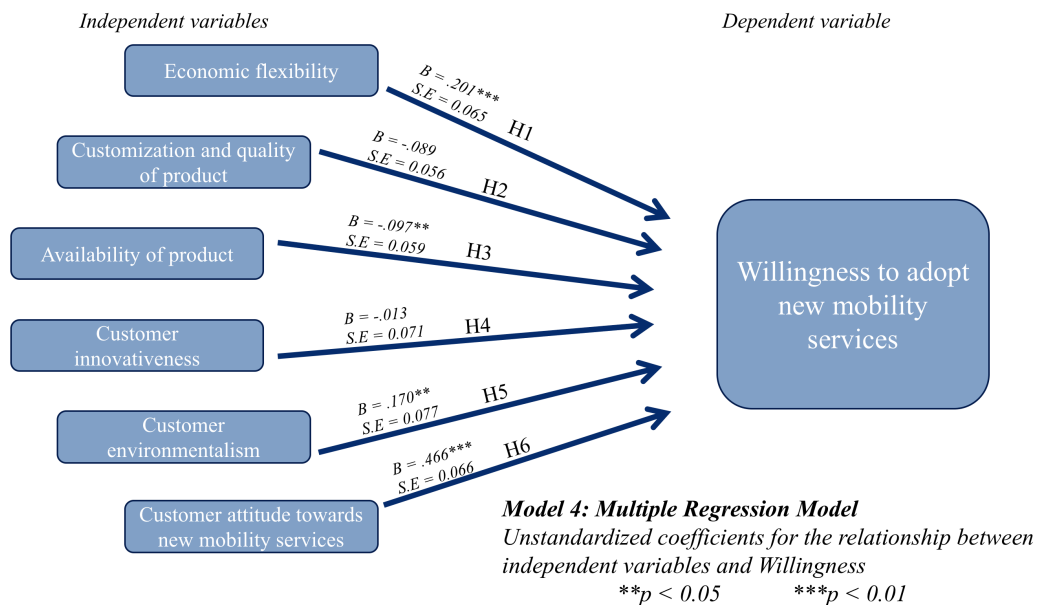 Independent variables
Dependent variable
Economic flexibility
B = .201***
S.E = 0.065
H1
Customization and quality
of product
B = -.089
S.E = 0.056
H2
Availability of product
B = -.097**
S.E = 0.059
H3
Customer
innovativeness
B = -.013
S.E = 0.071
H4
Customer
environmentalism
B = .170**
S.E = 0.077
H5
Customer attitude towards
new mobility services
B = .466***
S.E = 0.066
H6
Willingness to adopt
new mobility
services
Model 4: Multiple Regression Model
Unstandardized coefficients for the relationship between
independent variables and Willingness
**p < 0.05 ***p < 0.01